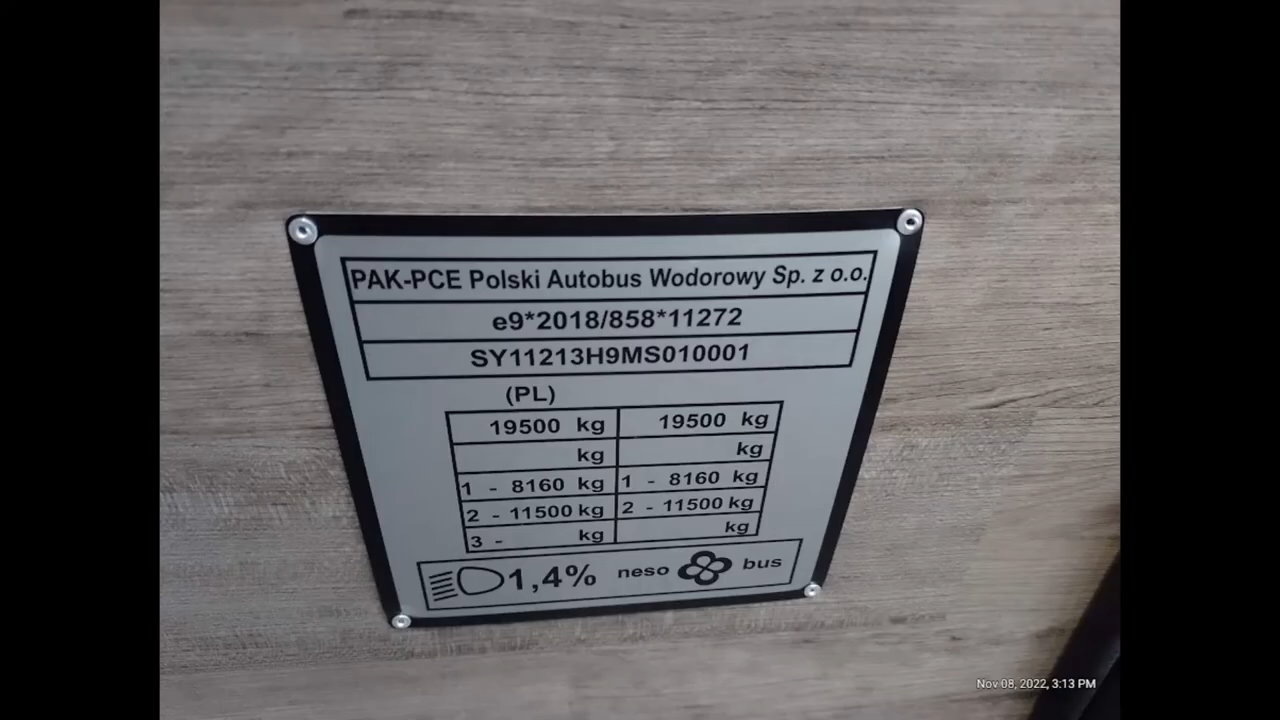 PAK-PCE Polski Autobus Wodorowy Sp. z o.o.
e9*2018/858*11272
SY11213H9MS010001
(PL)
19500 kg 19500 kg
kg kg
1 - 8160 kg 1 - 8160 kg
2 - 11500 kg 2 - 11500 kg
3 - kg kg
1,4% neso bus
Nov 08, 2022, 3:13 PM